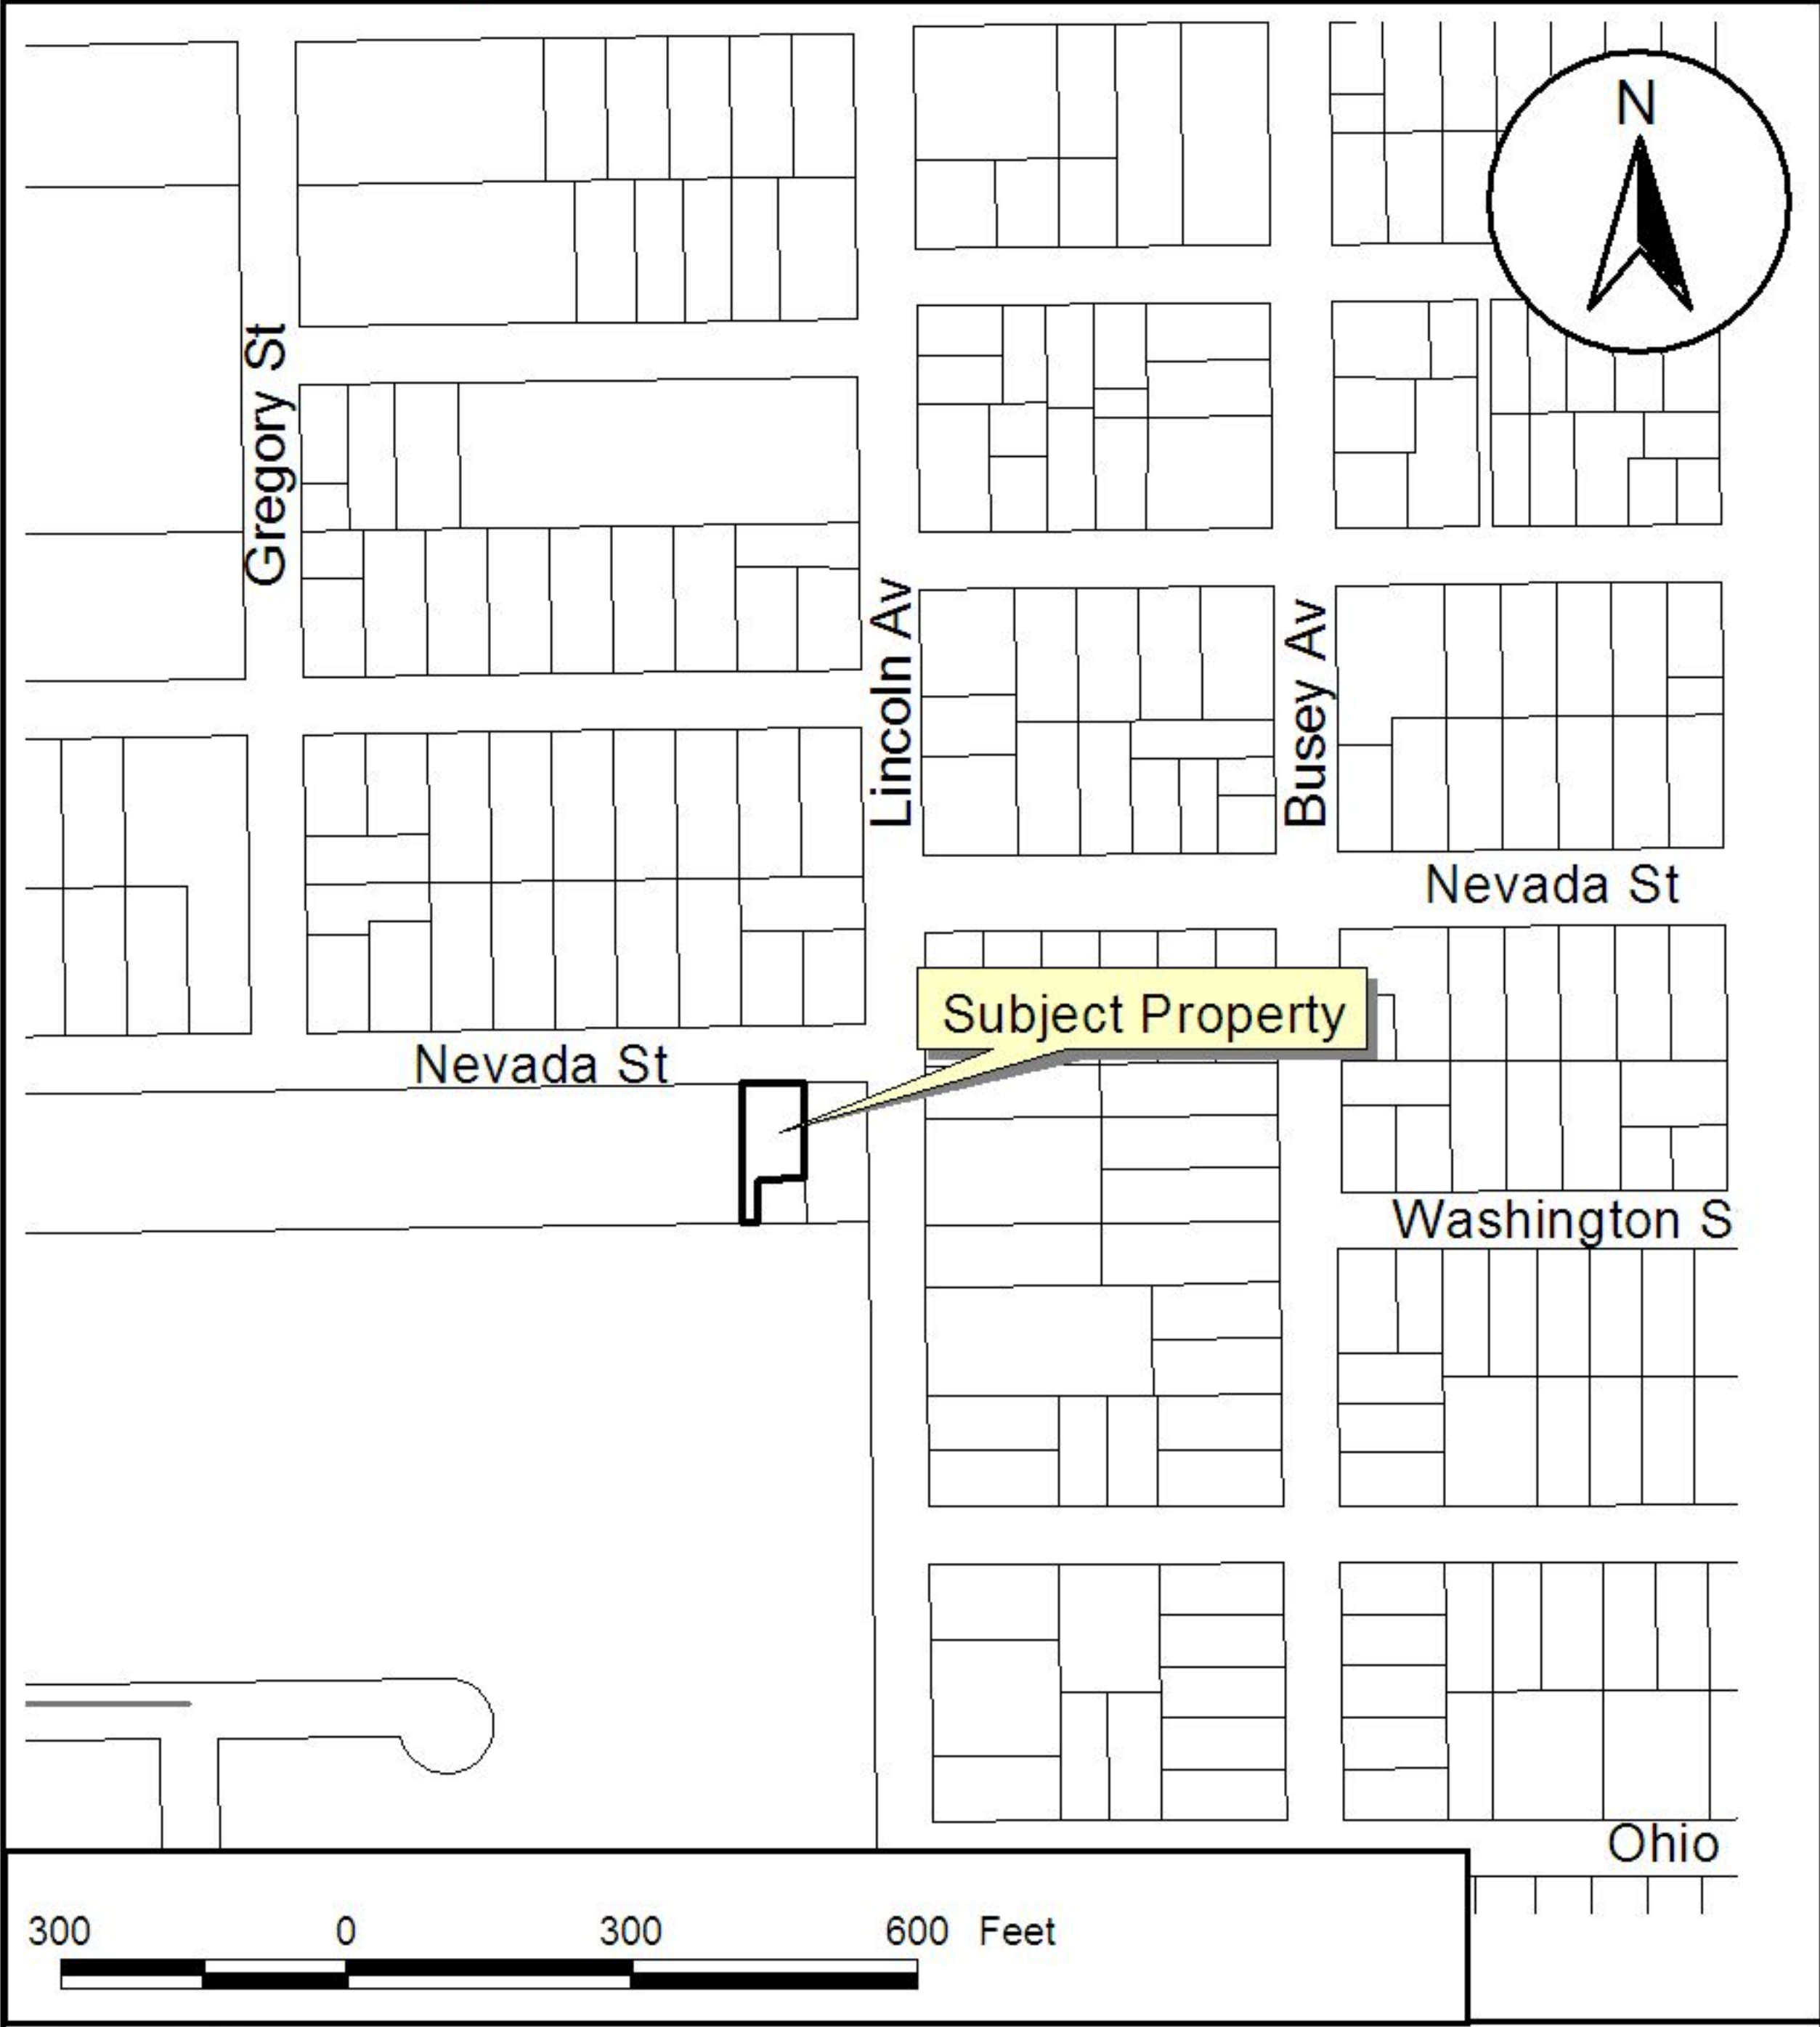 N
Gregory St
Lincoln Av
Busey Av
Nevada St
Subject Property
Nevada St
Washington S
Ohio
300 0 300 600 Feet